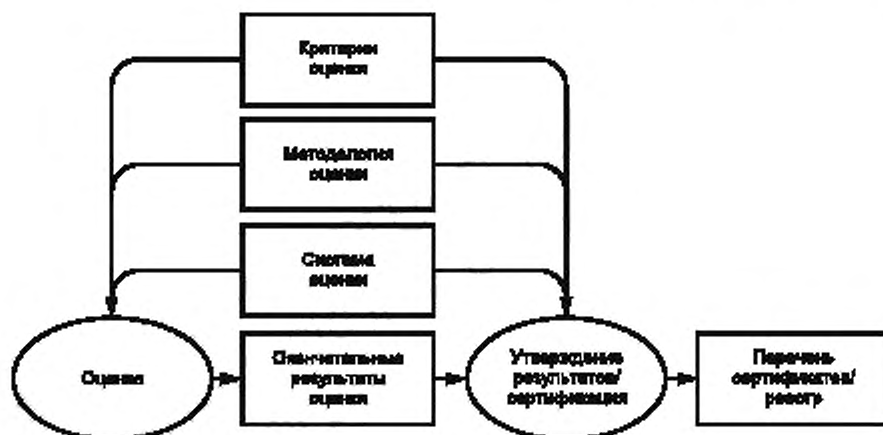 Критерии
оценки
Методология
оценки
Система
оценки
Оценка
Окончательные
результаты
оценки
Утверждение
результатов/
сертификация
Перечень
сертификатов/
реестр